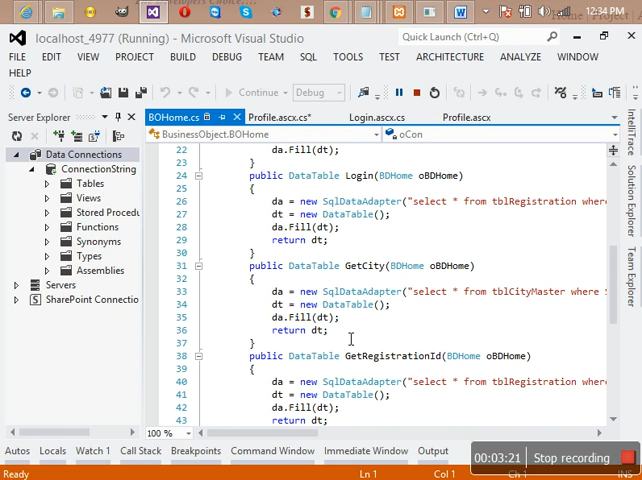 Developers Choice...
Home | Project
12:34 PM
localhost_4977 (Running) - Microsoft Visual Studio
Quick Launch (Ctrl+Q)
FILE EDIT VIEW PROJECT BUILD DEBUG TEAM SQL TOOLS TEST ARCHITECTURE ANALYZE WINDOW
HELP
Continue Debug
Server Explorer
BOHome.cs Profile.ascx.cs* Login.ascx.cs Profile.ascx
BusinessObject.BOHome oCon
Data Connections
ConnectionString
Tables
Views
Stored Procedu
Functions
Synonyms
Types
Assemblies
Servers
SharePoint Connectio
22 da.Fill(dt);
23 }
24 public DataTable Login(BDHome oBDHome)
25 {
26 da = new SqlDataAdapter("select * from tblRegistration where
27 dt = new DataTable();
28 da.Fill(dt);
29 return dt;
30 }
31 public DataTable GetCity(BDHome oBDHome)
32 {
33 da = new SqlDataAdapter("select * from tblCityMaster where S
34 dt = new DataTable();
35 da.Fill(dt);
36 return dt;
37 }
38 public DataTable GetRegistrationId(BDHome oBDHome)
39 {
40 da = new SqlDataAdapter("select * from tblRegistration where
41 dt = new DataTable();
42 da.Fill(dt);
43 return dt;
100 %
IntelliTrace
Solution Explorer
Team Explorer
Autos Locals Watch 1 Call Stack Breakpoints Command Window Immediate Window Output
00:03:21 Stop recording
Ln 1 Col 1 Ch 1 INS